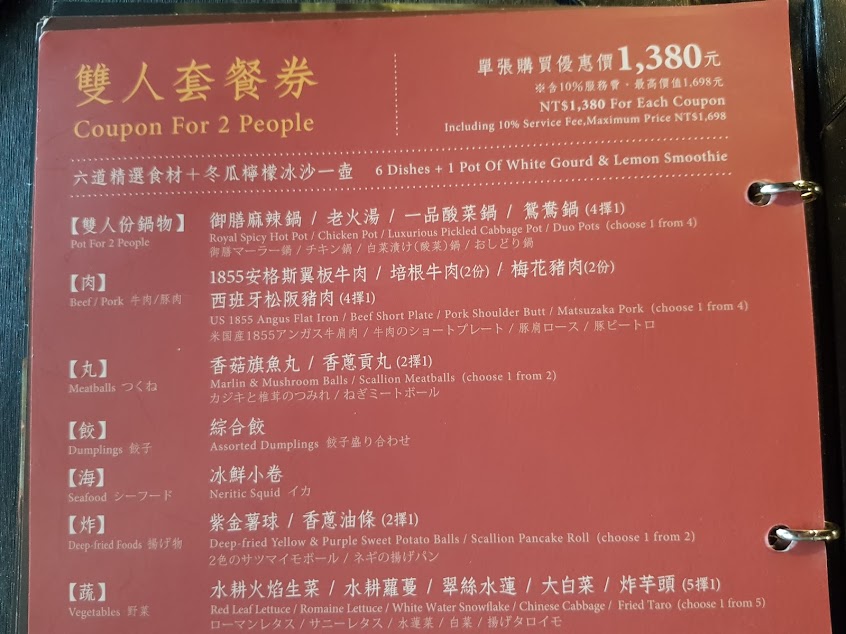 雙人套餐券
Coupon For 2 People
單張購買優惠價1,380元
※含10%服務費・最高價值1,698元
NT$1,380 For Each Coupon
Including 10% Service Fee,Maximum Price NT$1,698
六道精選食材＋冬瓜檸檬冰沙一壺 6 Dishes + 1 Pot Of White Gourd & Lemon Smoothie
【雙人份鍋物】 御膳麻辣鍋 / 老火湯 / 一品酸菜鍋 / 鴛鴦鍋 (4擇1)
Pot For 2 People Royal Spicy Hot Pot / Chicken Pot / Luxurious Pickled Cabbage Pot / Duo Pots (choose 1 from 4)
御膳マーラー鍋 / チキン鍋 / 白菜漬け(酸菜)鍋 / おしどり鍋
【肉】 1855安格斯翼板牛肉 / 培根牛肉(2份) / 梅花豬肉(2份)
Beef / Pork 牛肉/豚肉 西班牙松阪豬肉 (4擇1)
US 1855 Angus Flat Iron / Beef Short Plate / Pork Shoulder Butt / Matsuzaka Pork (choose 1 from 4)
米国産1855アンガス牛肩肉 / 牛肉のショートプレート / 豚肩ロース / 豚ピートロ
【丸】 香菇旗魚丸 / 香蔥貢丸 (2擇1)
Meatballs つくね Marlin & Mushroom Balls / Scallion Meatballs (choose 1 from 2)
カジキと椎茸のつみれ / ねぎミートボール
【餃】 綜合餃
Dumplings 餃子 Assorted Dumplings 餃子盛り合わせ
【海】 冰鮮小卷
Seafood シーフード Neritic Squid イカ
【炸】 紫金薯球 / 香蔥油條 (2擇1)
Deep-fried Foods 揚げ物 Deep-fried Yellow & Purple Sweet Potato Balls / Scallion Pancake Roll (choose 1 from 2)
2色のサツマイモボール / ネギの揚げパン
【蔬】 水耕火焰生菜 / 水耕蘿蔓 / 翠絲水蓮 / 大白菜 / 炸芋頭 (5擇1)
Vegetables 野菜 Red Leaf Lettuce / Romaine Lettuce / White Water Snowflake / Chinese Cabbage / Fried Taro (choose 1 from 5)
ローマンレタス / サニーレタス / 水蓮菜 / 白菜 / 揚げタロイモ